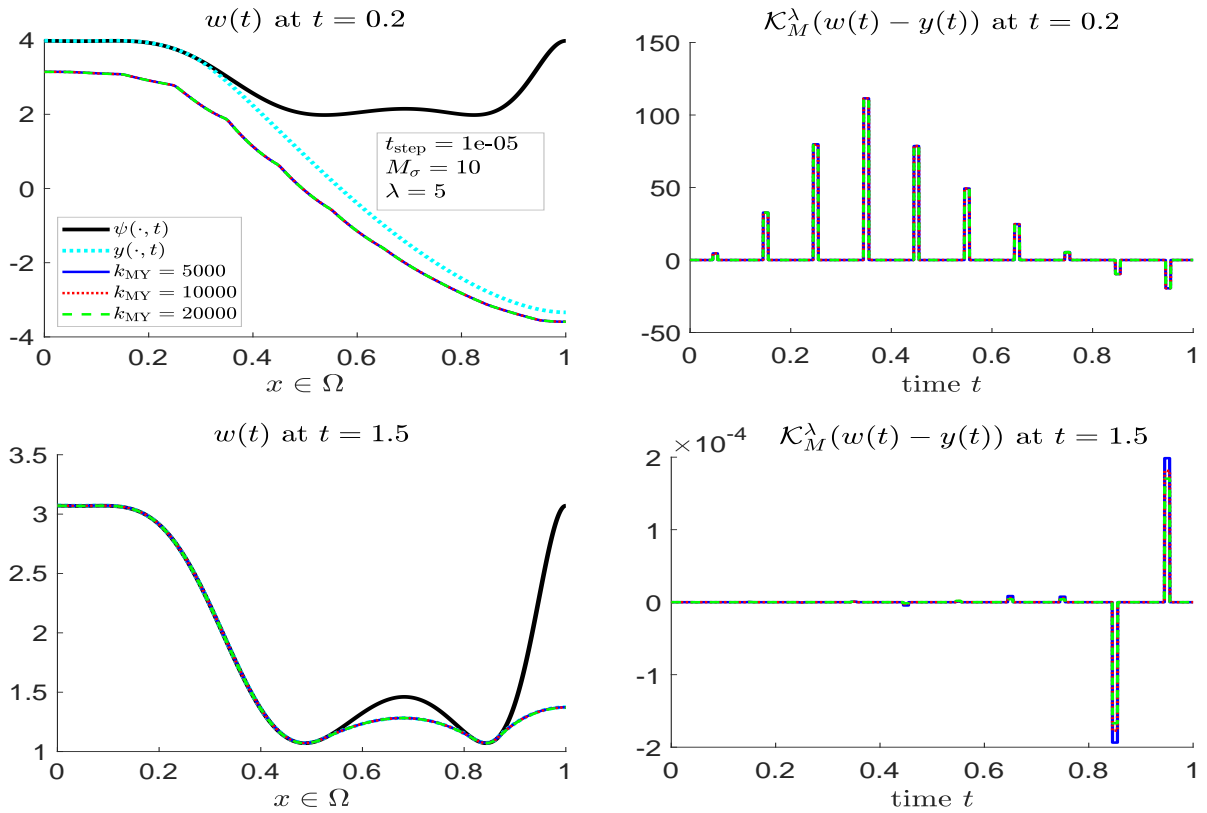 w(t) at t = 0.2
4
2
0
-2
-4
0
0.2
0.4
0.6
0.8
1
x ∈ Ω
t_step = 1e-05
M_σ = 10
λ = 5
ψ(·, t)
y(·, t)
k_MY = 5000
k_MY = 10000
k_MY = 20000
𝒦_M^λ(w(t) − y(t)) at t = 0.2
150
100
50
0
-50
0
0.2
0.4
0.6
0.8
1
time t
w(t) at t = 1.5
3.5
3
2.5
2
1.5
1
0
0.2
0.4
0.6
0.8
1
x ∈ Ω
×10^-4
𝒦_M^λ(w(t) − y(t)) at t = 1.5
2
1
0
-1
-2
0
0.2
0.4
0.6
0.8
1
time t